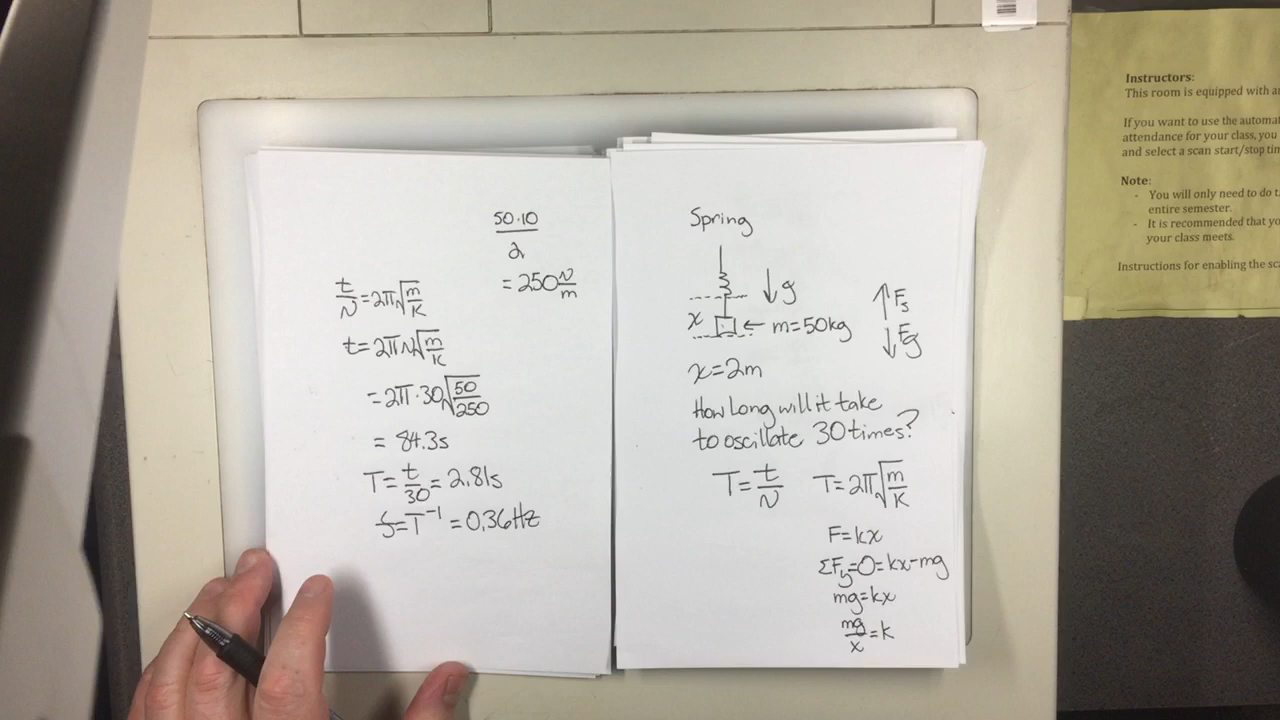 50·10
2
= 250 N/m
t/N = 2π√m/K
t = 2πN√m/K
= 2π·30√50/250
= 84.3s
T = t/30 = 2.81s
f = T⁻¹ = 0.36Hz
Spring
↓g
x
← m = 50kg
↑Fs
↓Fg
x = 2m
How long will it take
to oscillate 30 times?
T = t/N T = 2π√m/K
F = kx
ΣFy = 0 = kx - mg
mg = kx
mg/x = k
Instructors:
This room is equipped with
If you want to use the
attendance for your class, you
and select a scan start/stop
Note:
- You will only need to do
entire semester.
- It is recommended that
your class meets.
Instructions for enabling the